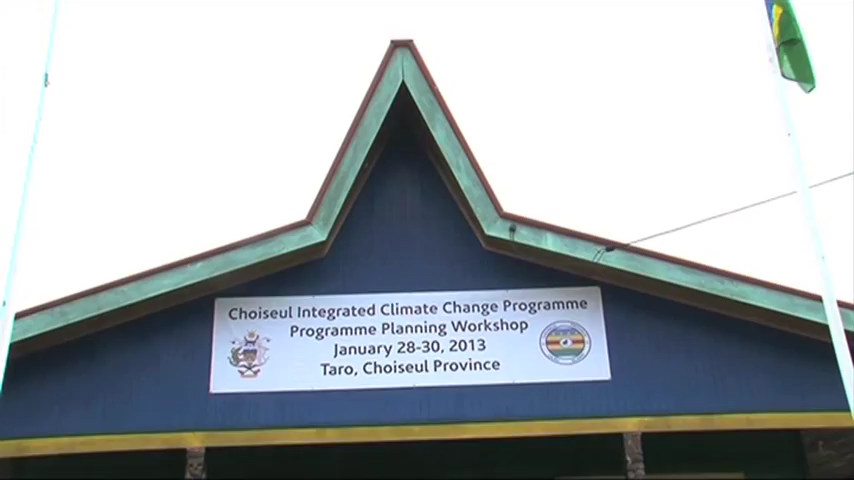 Choiseul Integrated Climate Change Programme
Programme Planning Workshop
January 28-30, 2013
Taro, Choiseul Province